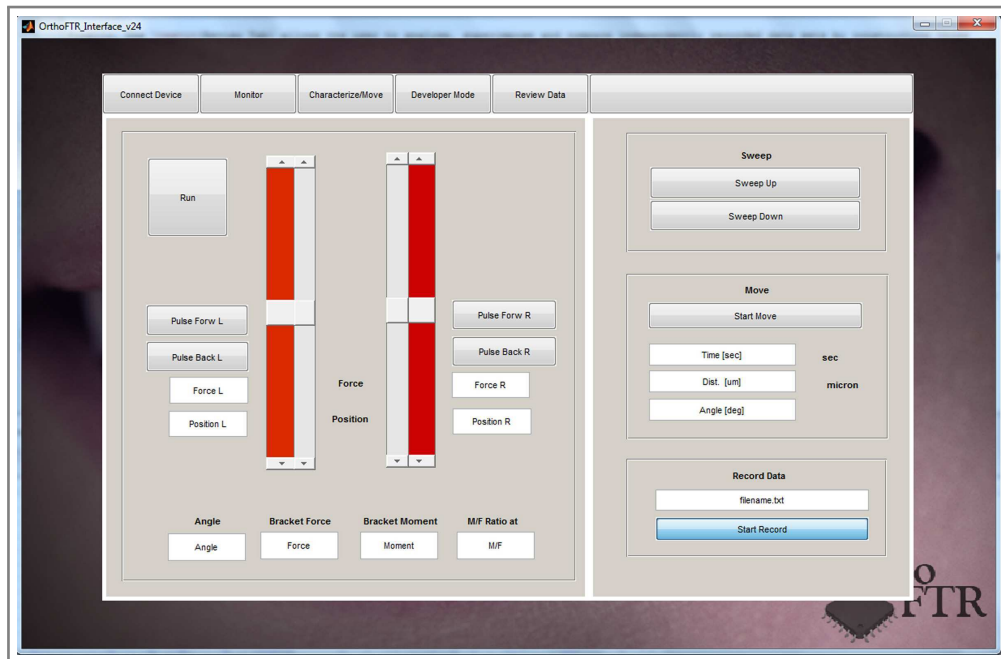 OrthoFTR_Interface_v24
Connect Device
Monitor
Characterize/Move
Developer Mode
Review Data
Run
Pulse Forw L
Pulse Back L
Force L
Position L
Force
Position
Pulse Forw R
Pulse Back R
Force R
Position R
Angle
Bracket Force
Bracket Moment
M/F Ratio at
Angle
Force
Moment
M/F
Sweep
Sweep Up
Sweep Down
Move
Start Move
Time [sec]
sec
Dist. [um]
micron
Angle [deg]
Record Data
filename.txt
Start Record
O
FTR